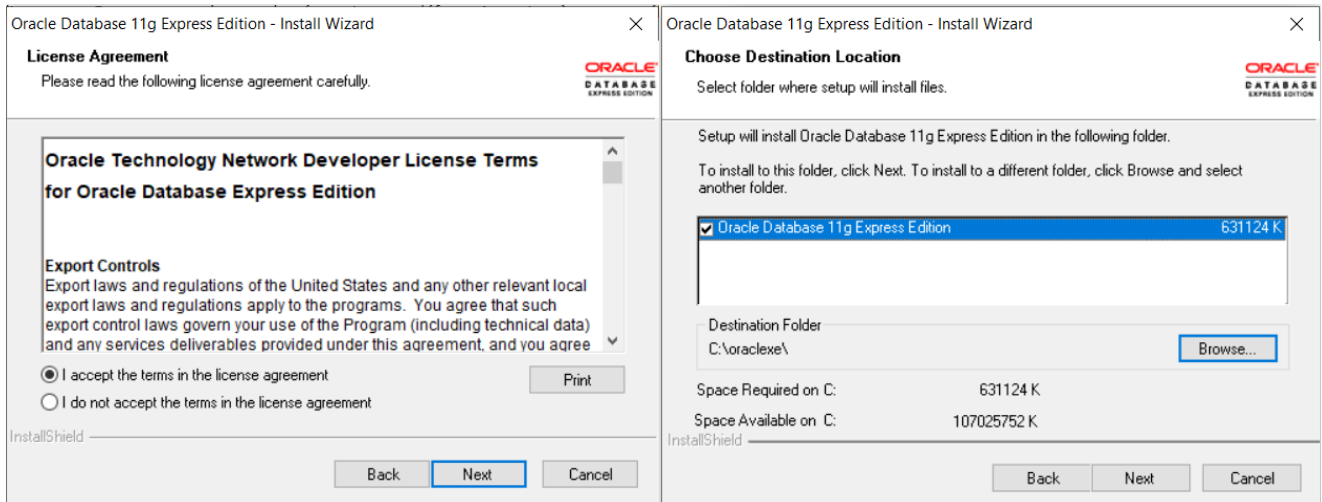 Oracle Database 11g Express Edition - Install Wizard
License Agreement
Please read the following license agreement carefully.
ORACLE
DATABASE
EXPRESS EDITION
Oracle Technology Network Developer License Terms
for Oracle Database Express Edition
Export Controls
Export laws and regulations of the United States and any other relevant local
export laws and regulations apply to the programs. You agree that such
export control laws govern your use of the Program (including technical data)
and any services deliverables provided under this agreement, and you agree
I accept the terms in the license agreement
Print
I do not accept the terms in the license agreement
InstallShield
Back
Next
Cancel
Oracle Database 11g Express Edition - Install Wizard
Choose Destination Location
Select folder where setup will install files.
ORACLE
DATABASE
EXPRESS EDITION
Setup will install Oracle Database 11g Express Edition in the following folder.
To install to this folder, click Next. To install to a different folder, click Browse and select
another folder.
Oracle Database 11g Express Edition 631124 K
Destination Folder
C:\oraclexe\
Browse...
Space Required on C: 631124 K
Space Available on C: 107025752 K
InstallShield
Back
Next
Cancel